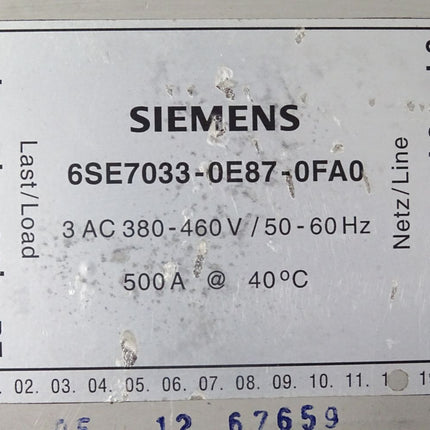 SIEMENS
6SE7033-0E87-0FA0
3 AC 380-460 V / 50-60 Hz
500 A @ 40°C
Last/Load
Netz/Line
02. 03. 04. 05. 06. 07. 08. 09. 10. 11.
12 67659